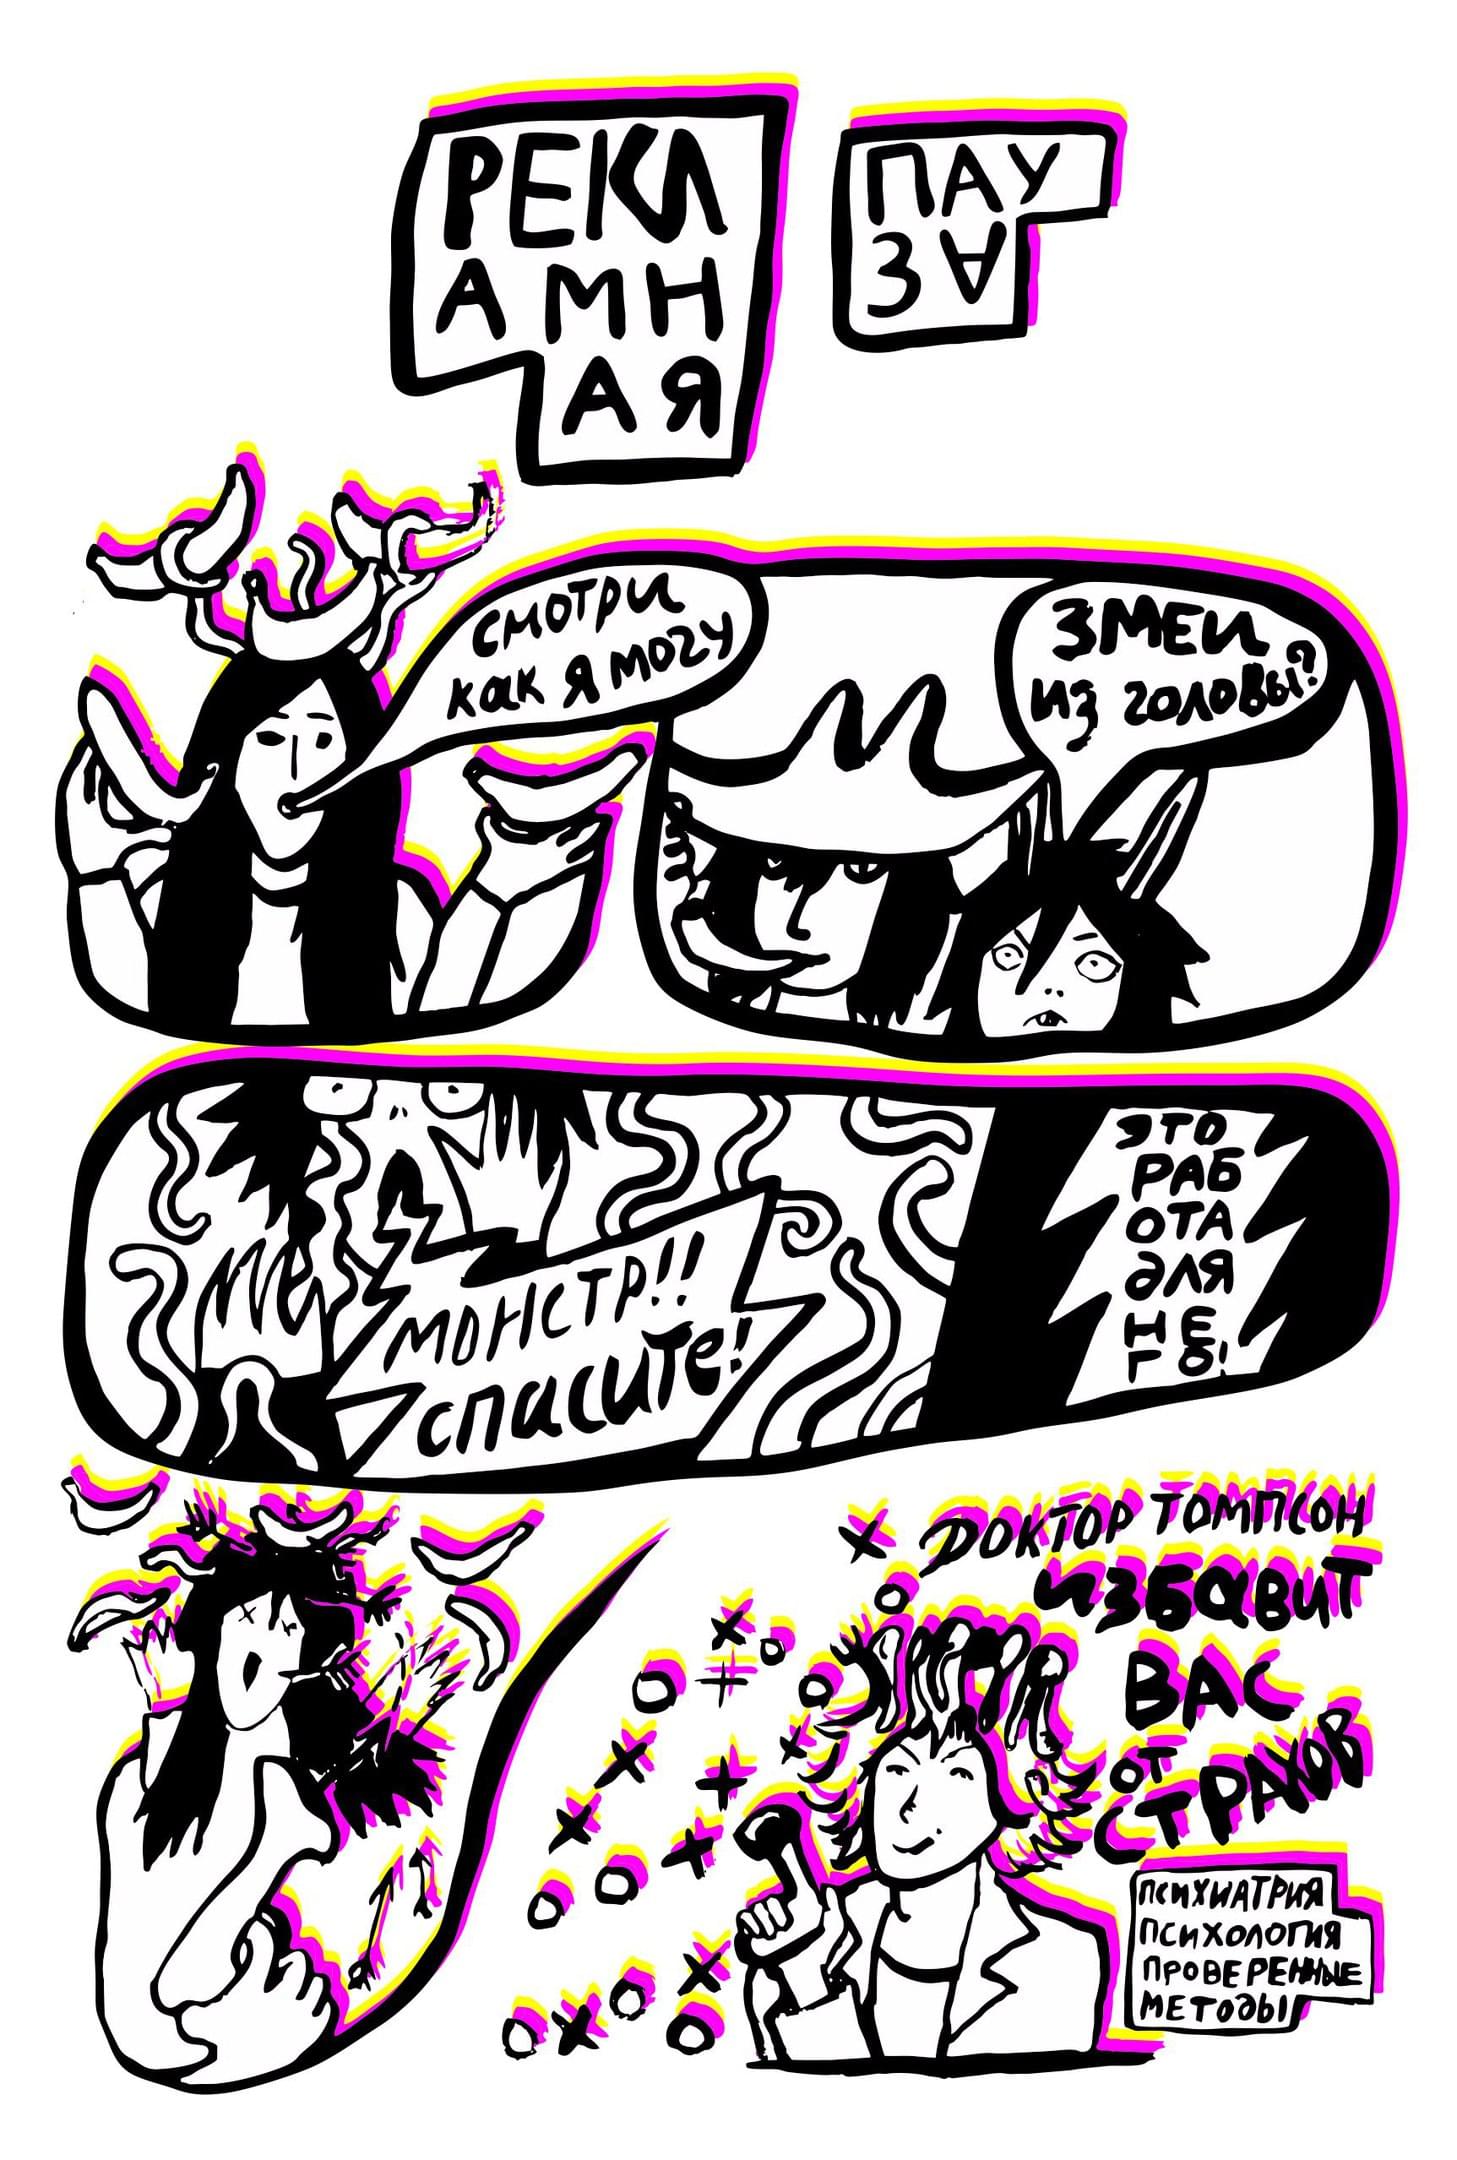 РЕКЛ
АМН
АЯ
ПАУ
ЗА
СМОТРИ
КАК Я МОГУ
ЗМЕИ
ИЗ ГОЛОВЫ?
МОНСТР!!
СПАСИТЕ!
ЭТО
РАБ
ОТА
ДЛЯ
НЕ
ГО!
ДОКТОР ТОМПСОН
ИЗБАВИТ
ВАС
ОТ
СТРАХОВ
ПСИХИАТРИЯ
ПСИХОЛОГИЯ
ПРОВЕРЕННЫЕ
МЕТОДЫ